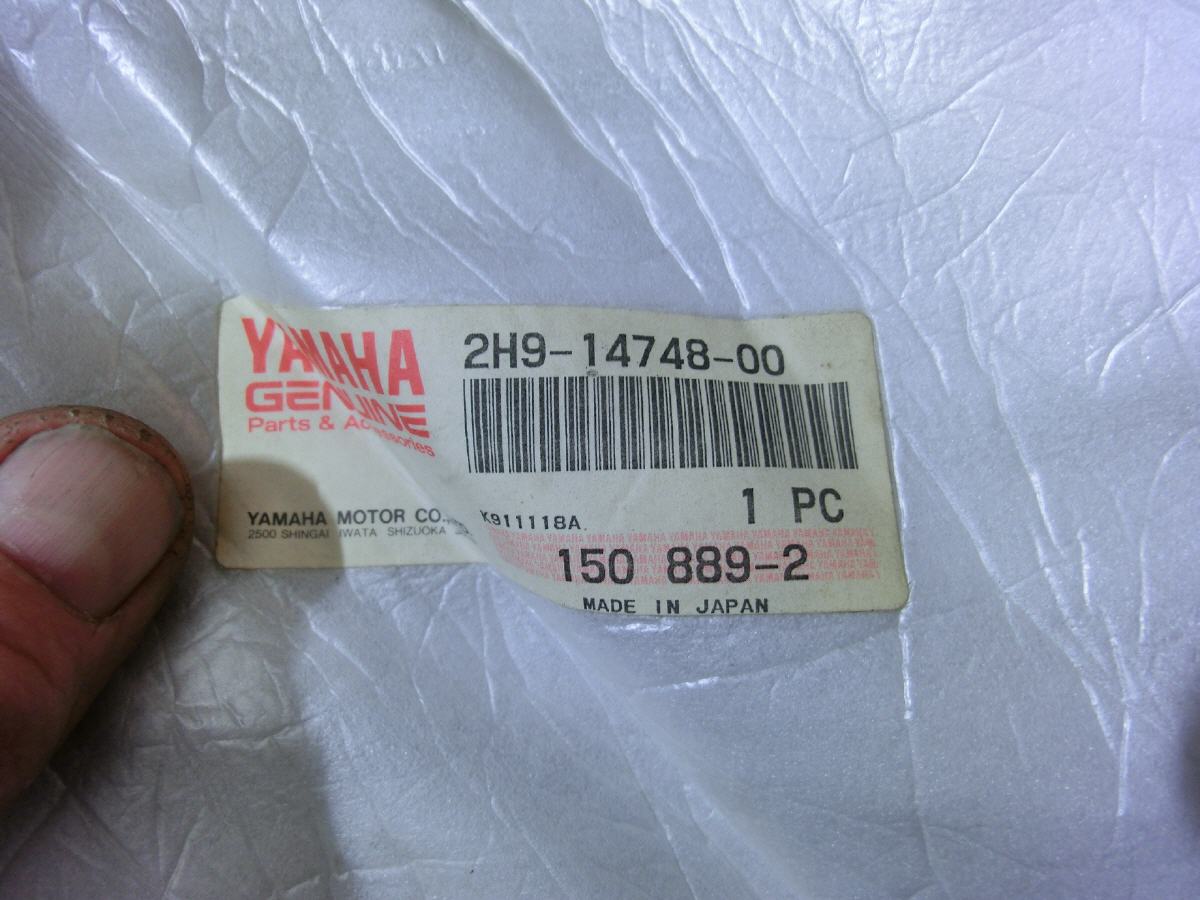 YAMAHA
GENUINE
Parts & Accessories
2H9-14748-00
1 PC
YAMAHA MOTOR CO.,
2500 SHINGAI IWATA SHIZUOKA
K911118A
150 889-2
MADE IN JAPAN